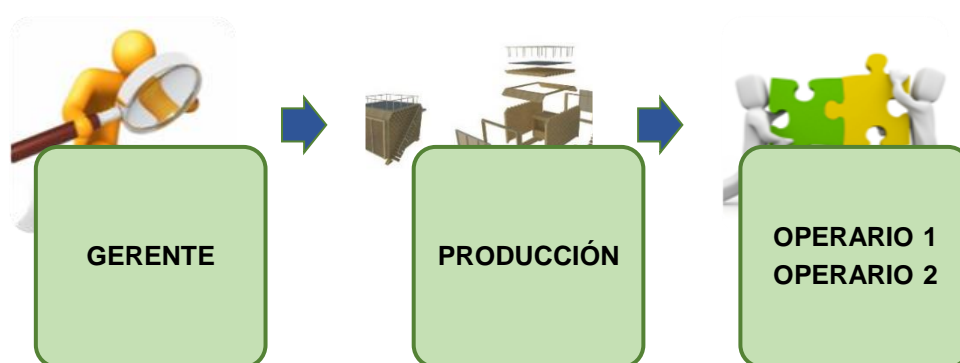 GERENTE
PRODUCCIÓN
OPERARIO 1
OPERARIO 2